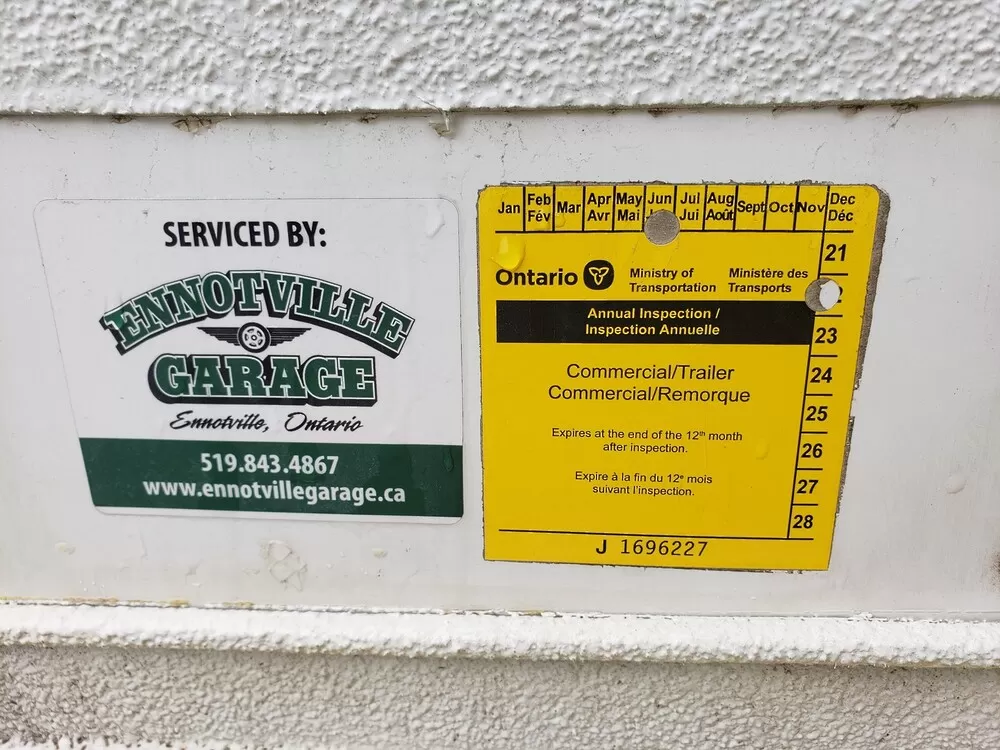 SERVICED BY:
ENNOTVILLE
GARAGE
Ennotville, Ontario
519.843.4867
www.ennotvillegarage.ca
Jan Feb Mar Apr May Jun Jul Aug Sept Oct Nov Dec
Fév Avr Mai Jui Août Déc
21
Ontario Ministry of Transportation Ministère des Transports
Annual Inspection /
Inspection Annuelle
23
Commercial/Trailer
24
Commercial/Remorque
25
Expires at the end of the 12th month
after inspection.
26
Expire à la fin du 12e mois
suivant l'inspection.
27
28
J 1696227